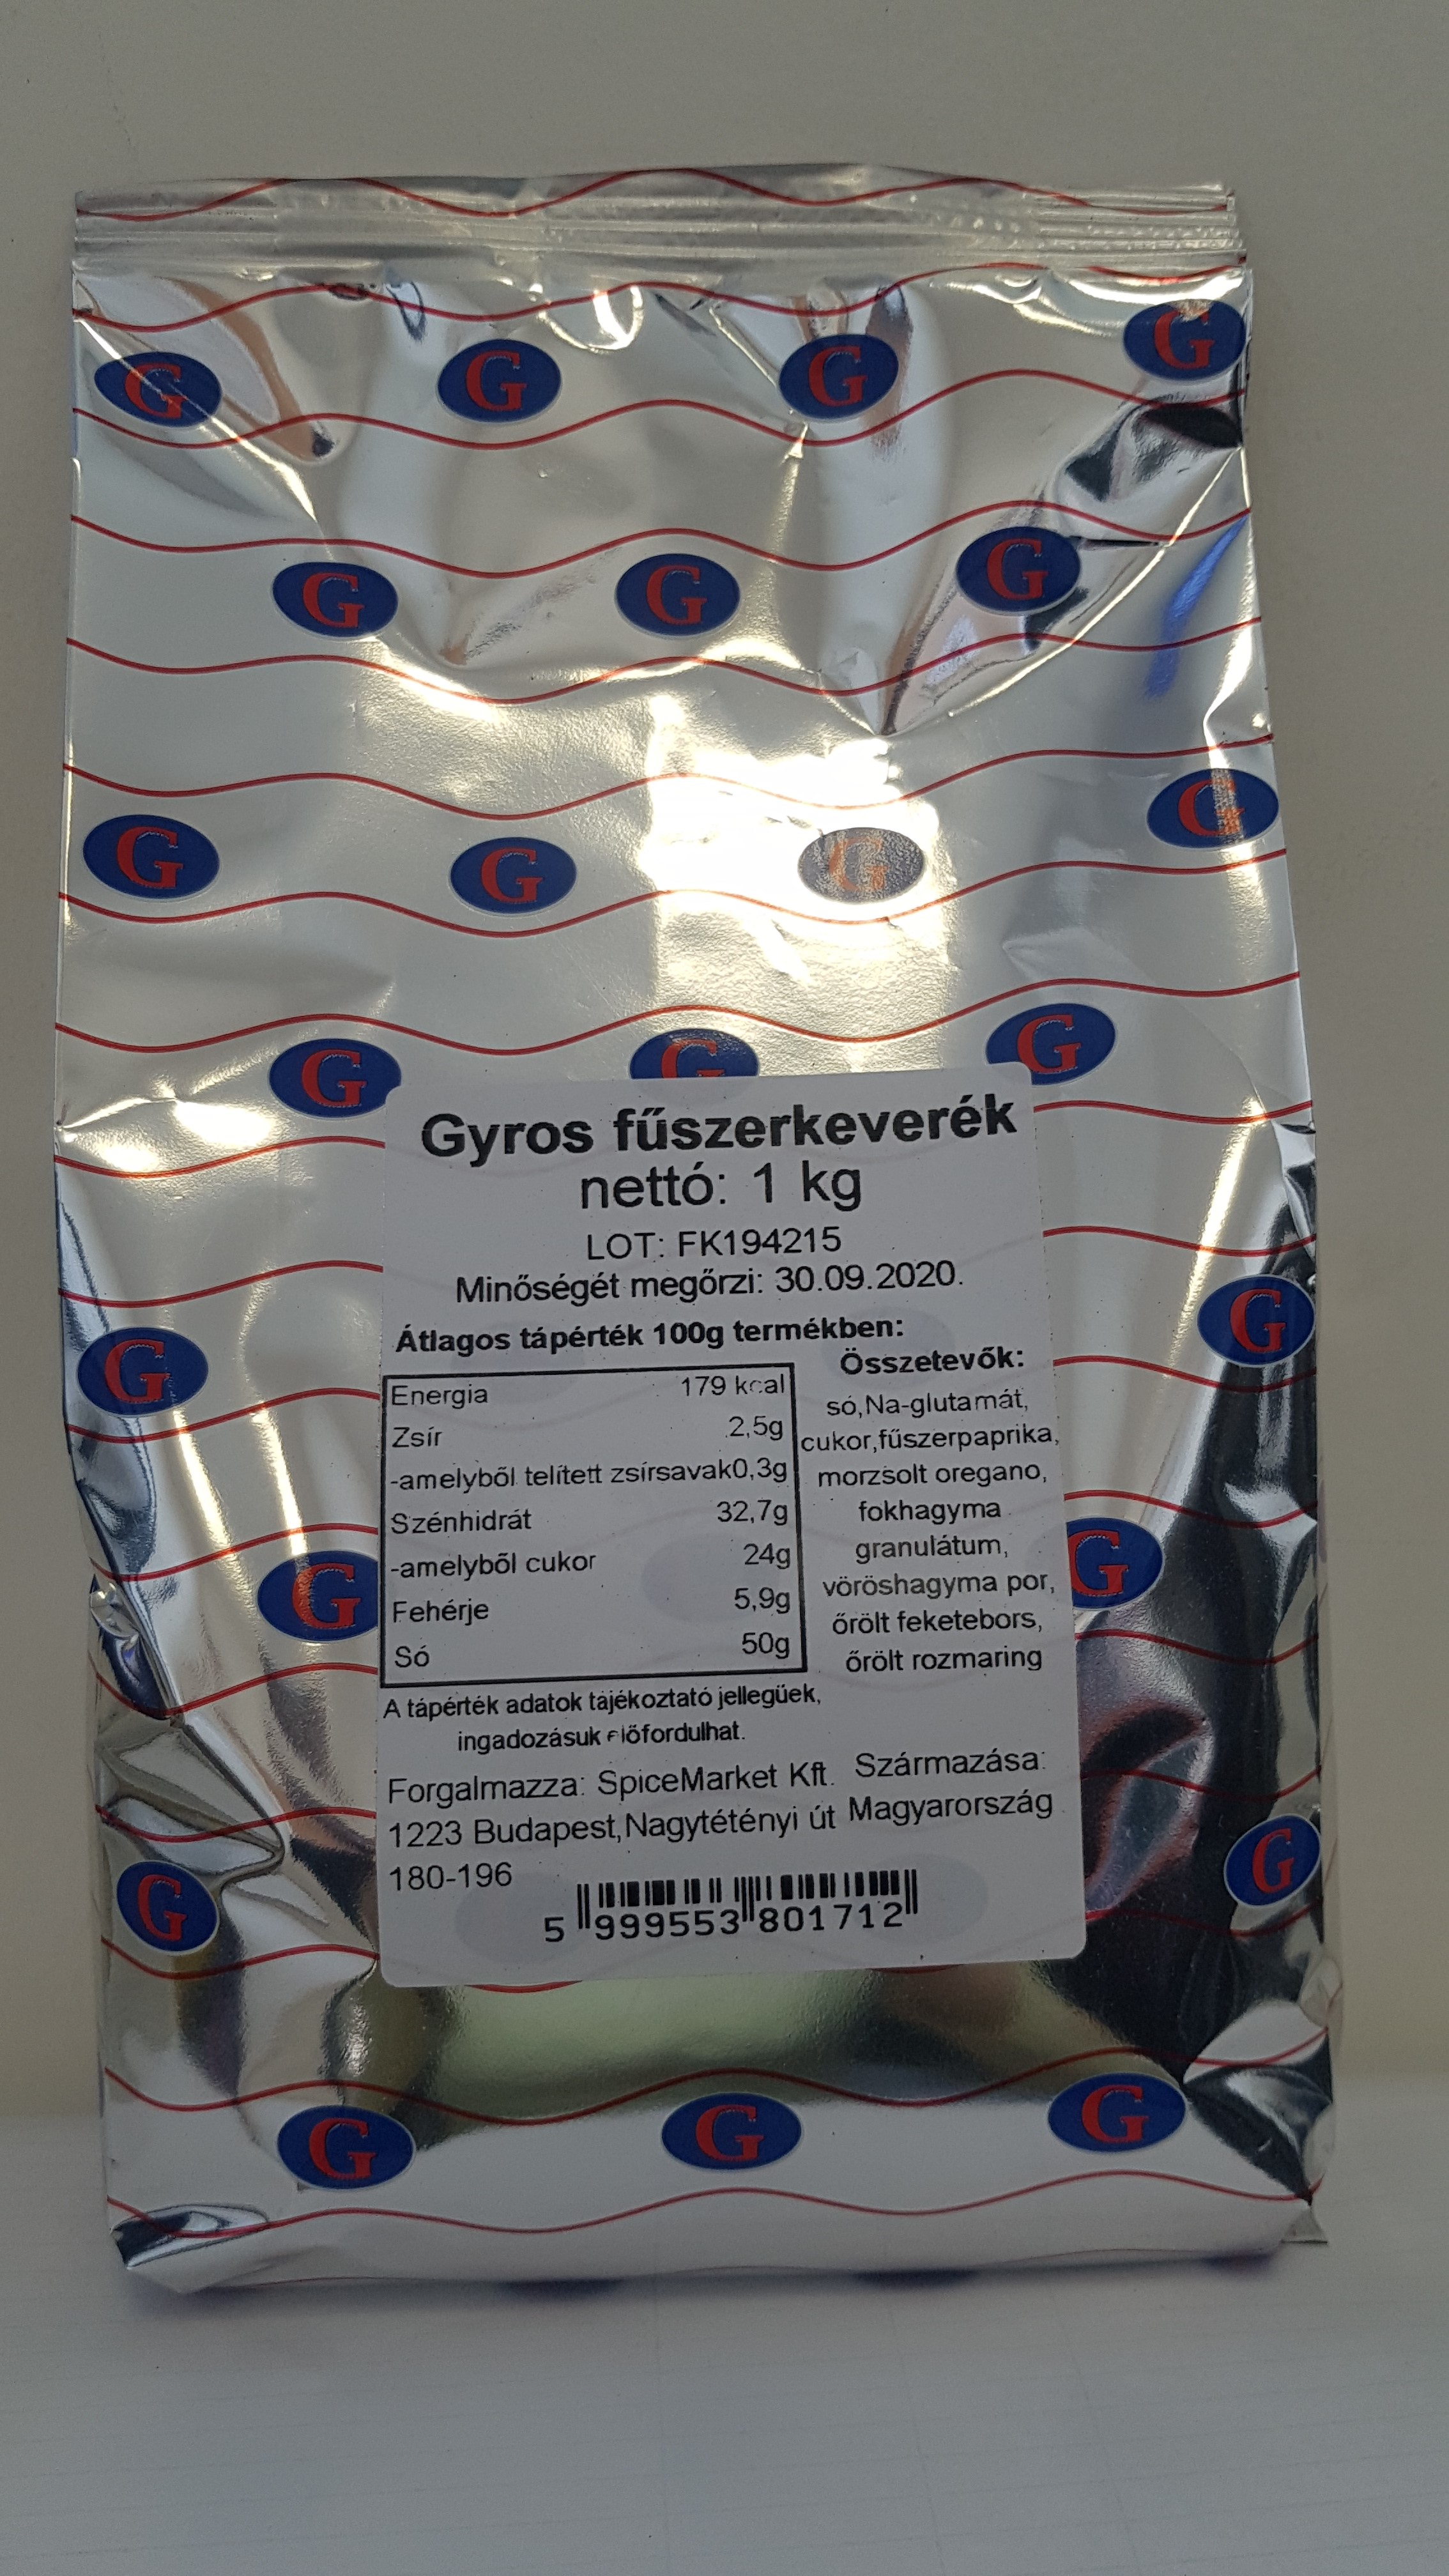 G G G G
G G G
G G G G
G G G
Gyros fűszerkeverék
nettó: 1 kg
LOT: FK194215
Minőségét megőrzi: 30.09.2020.
Átlagos tápérték 100g termékben:
Energia 179 kcal
Zsír 2,5g
-amelyből telített zsírsavak0,3g
Szénhidrát 32,7g
-amelyből cukor 24g
Fehérje 5,9g
Só 50g
Összetevők:
só,Na-glutamát,
cukor,fűszerpaprika,
morzsolt oregano,
fokhagyma
granulátum,
vöröshagyma por,
őrölt feketebors,
őrölt rozmaring
A tápérték adatok tájékoztató jellegűek,
ingadozásuk előfordulhat.
Forgalmazza: SpiceMarket Kft.
1223 Budapest,Nagytétényi út
180-196
Származása:
Magyarország
5 999553 801712
G G
G G
G G
G G G